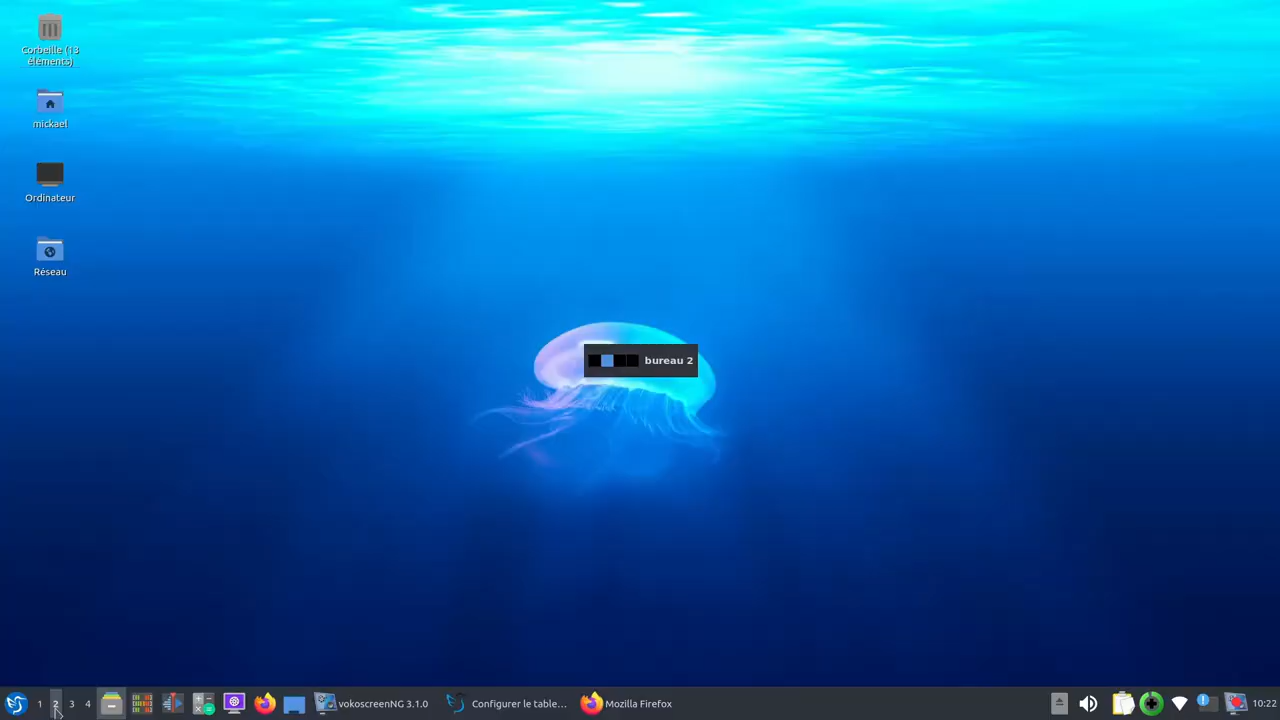 Corbeille (13
éléments)
mickael
Ordinateur
Réseau
bureau 2
1 2 3 4 vokoscreenNG 3.1.0 Configurer le table... Mozilla Firefox 10:22